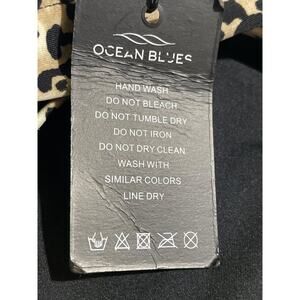 OCEAN BLUES
HAND WASH
DO NOT BLEACH
DO NOT TUMBLE DRY
DO NOT IRON
DO NOT DRY CLEAN
WASH WITH
SIMILAR COLORS
LINE DRY